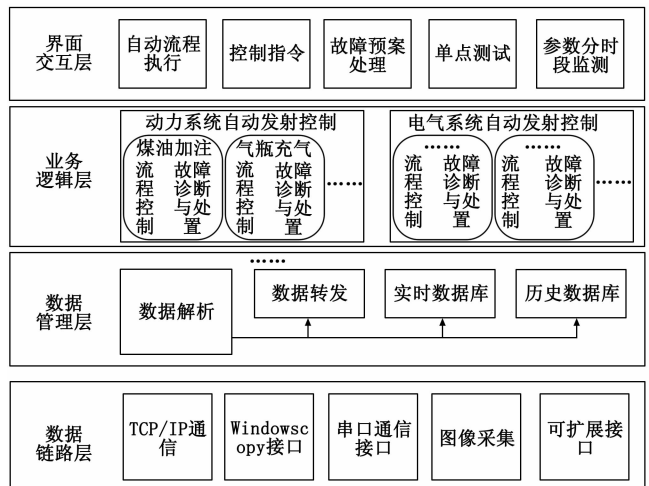 界面
交互层
自动流程
执行
控制指令
故障预案
处理
单点测试
参数分时
段监测
业务
逻辑层
动力系统自动发射控制
煤油加注
流程控制
故障诊断与处置
气瓶充气
流程控制
故障诊断与处置
……
电气系统自动发射控制
……
流程控制
故障诊断与处置
……
流程控制
故障诊断与处置
……
数据
管理层
……
数据解析
数据转发
实时数据库
历史数据库
数据
链路层
TCP/IP通
信
Windowsc
opy接口
串口通信
接口
图像采集
可扩展接
口